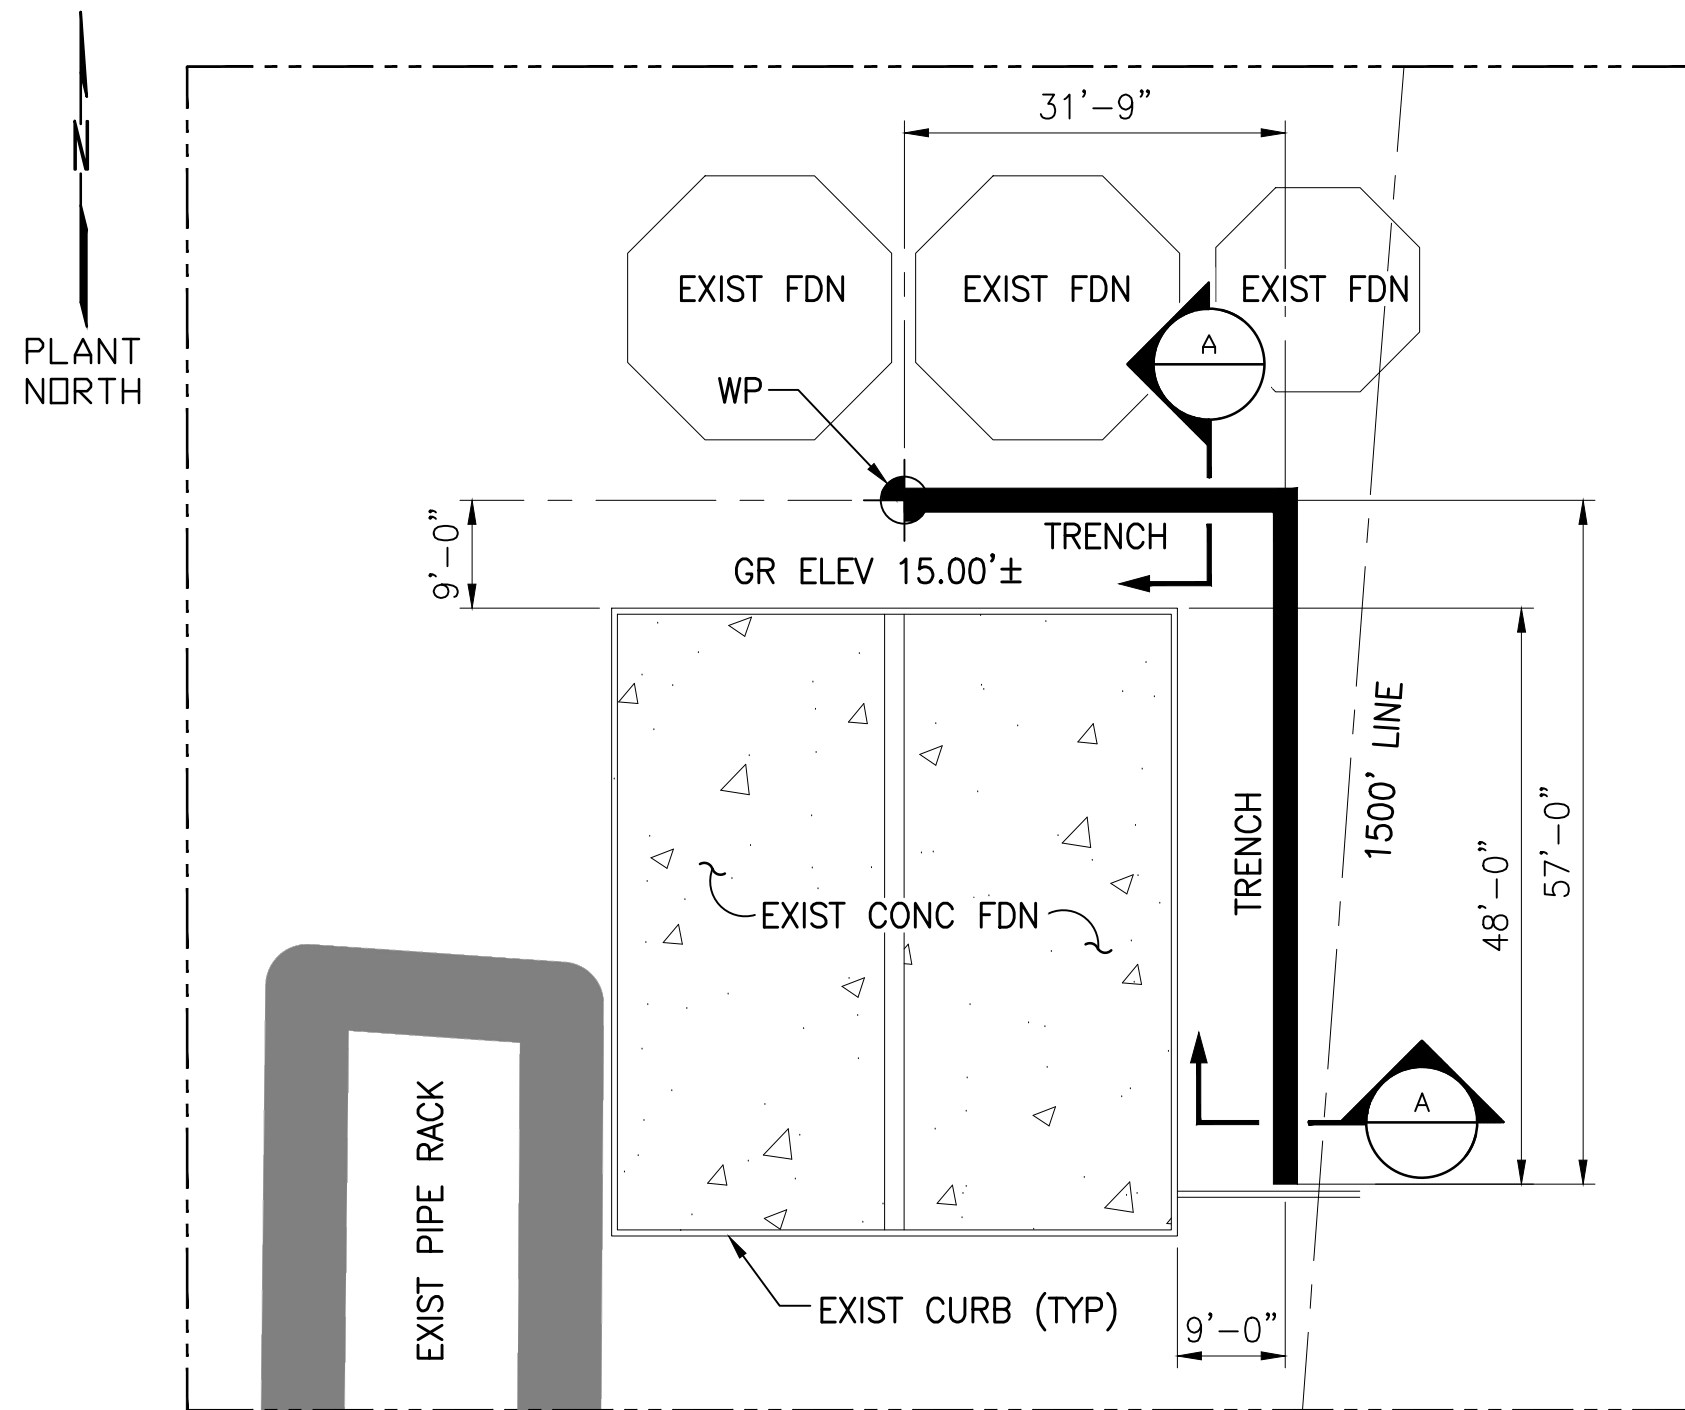 31'-9"
N
PLANT
NORTH
EXIST FDN
EXIST FDN
EXIST FDN
A
WP
9'-0"
TRENCH
GR ELEV 15.00'±
1500' LINE
TRENCH
48'-0"
57'-0"
EXIST CONC FDN
EXIST PIPE RACK
A
EXIST CURB (TYP)
9'-0"